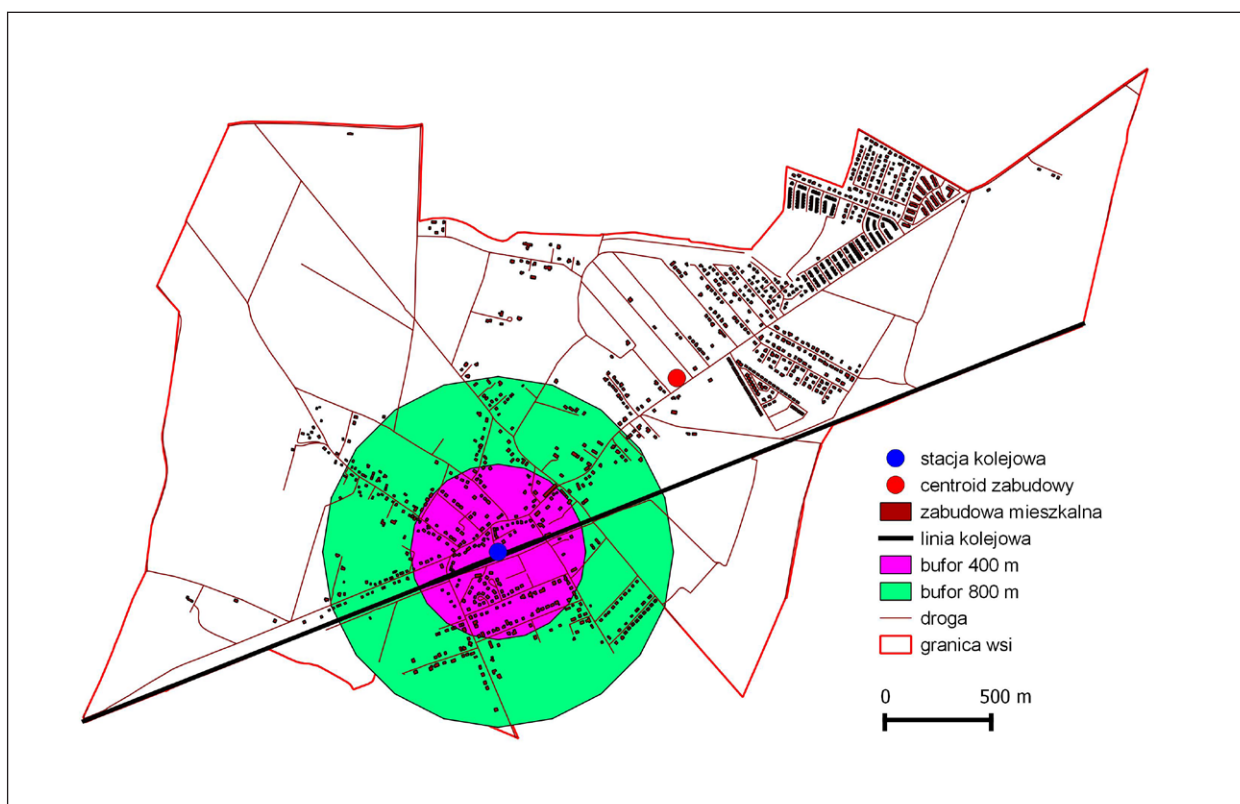 stacja kolejowa
centroid zabudowy
zabudowa mieszkalna
linia kolejowa
bufor 400 m
bufor 800 m
droga
granica wsi
0 500 m